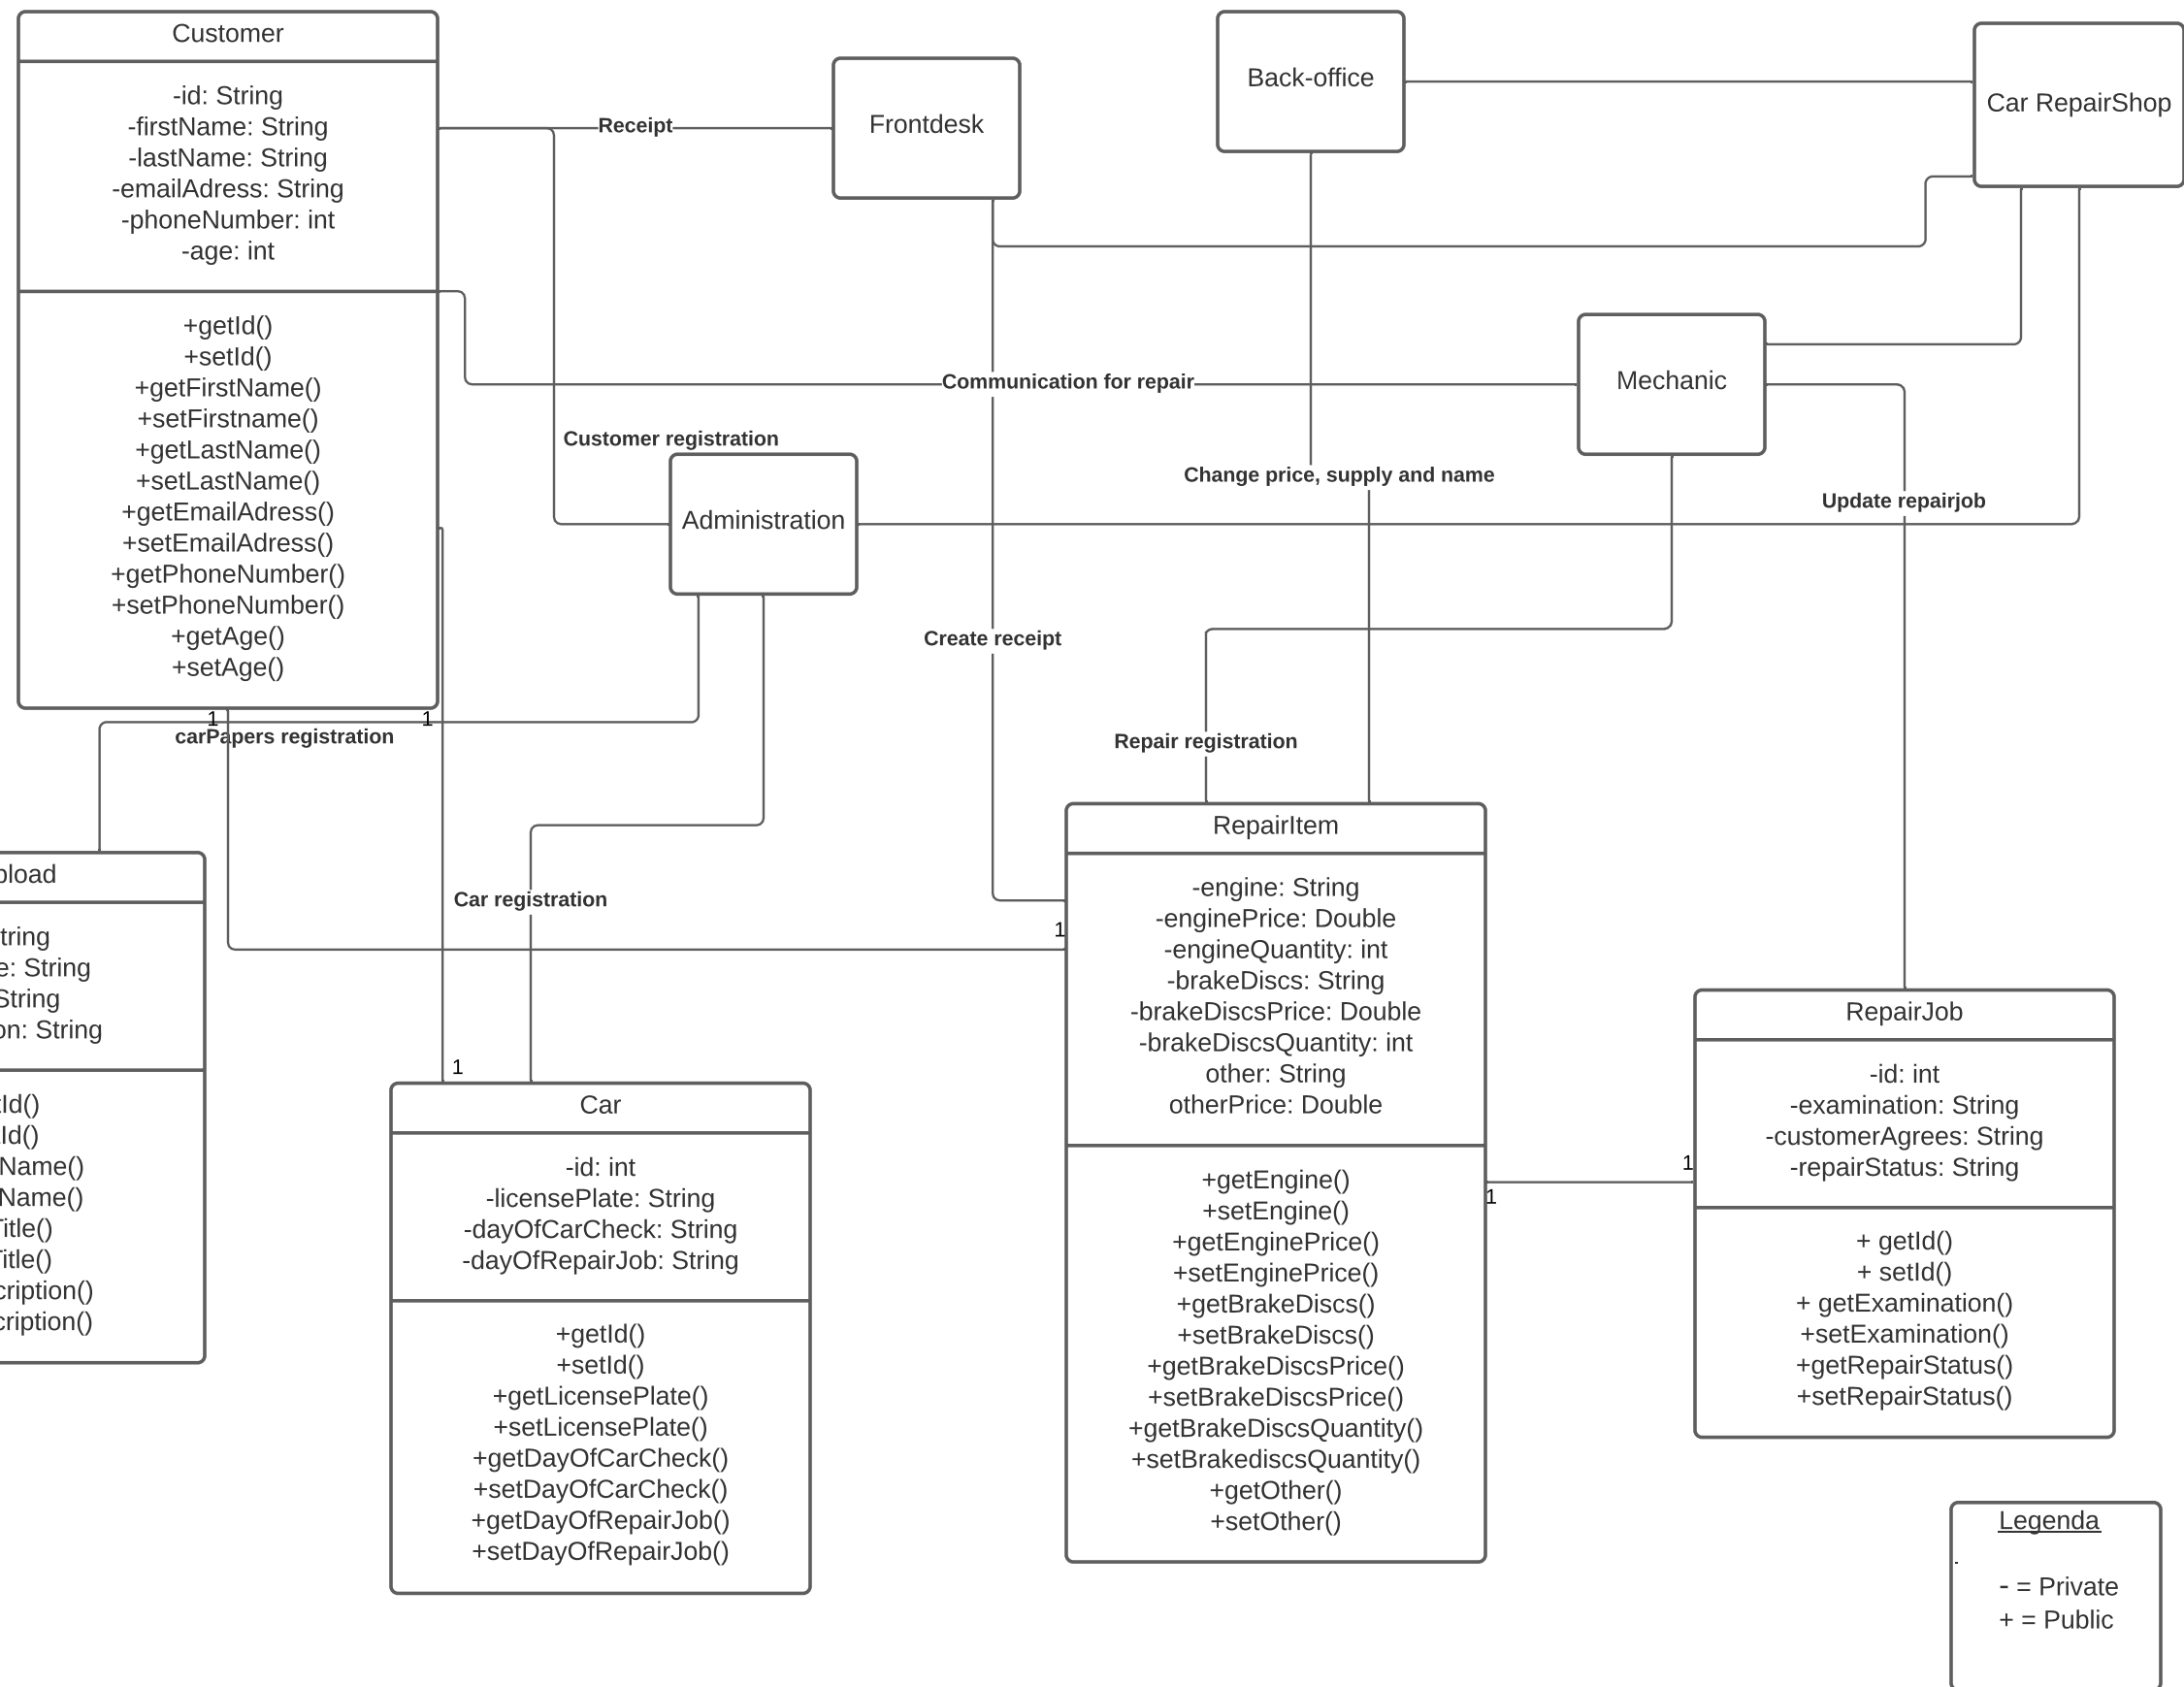 Customer
-id: String
-firstName: String
-lastName: String
-emailAdress: String
-phoneNumber: int
-age: int
+getId()
+setId()
+getFirstName()
+setFirstname()
+getLastName()
+setLastName()
+getEmailAdress()
+setEmailAdress()
+getPhoneNumber()
+setPhoneNumber()
+getAge()
+setAge()
Receipt
Frontdesk
Back-office
Car RepairShop
Communication for repair
Mechanic
Customer registration
Administration
Change price, supply and name
Update repairjob
Create receipt
1
1
carPapers registration
Repair registration
Car registration
1
1
String
Car
-id: int
-licensePlate: String
-dayOfCarCheck: String
-dayOfRepairJob: String
+getId()
+setId()
+getLicensePlate()
+setLicensePlate()
+getDayOfCarCheck()
+setDayOfCarCheck()
+getDayOfRepairJob()
+setDayOfRepairJob()
RepairItem
-engine: String
-enginePrice: Double
-engineQuantity: int
-brakeDiscs: String
-brakeDiscsPrice: Double
-brakeDiscsQuantity: int
other: String
otherPrice: Double
+getEngine()
+setEngine()
+getEnginePrice()
+setEnginePrice()
+getBrakeDiscs()
+setBrakeDiscs()
+getBrakeDiscsPrice()
+setBrakeDiscsPrice()
+getBrakeDiscsQuantity()
+setBrakediscsQuantity()
+getOther()
+setOther()
1
1
RepairJob
-id: int
-examination: String
-customerAgrees: String
-repairStatus: String
+ getId()
+ setId()
+ getExamination()
+setExamination()
+getRepairStatus()
+setRepairStatus()
Legenda
- = Private
+ = Public